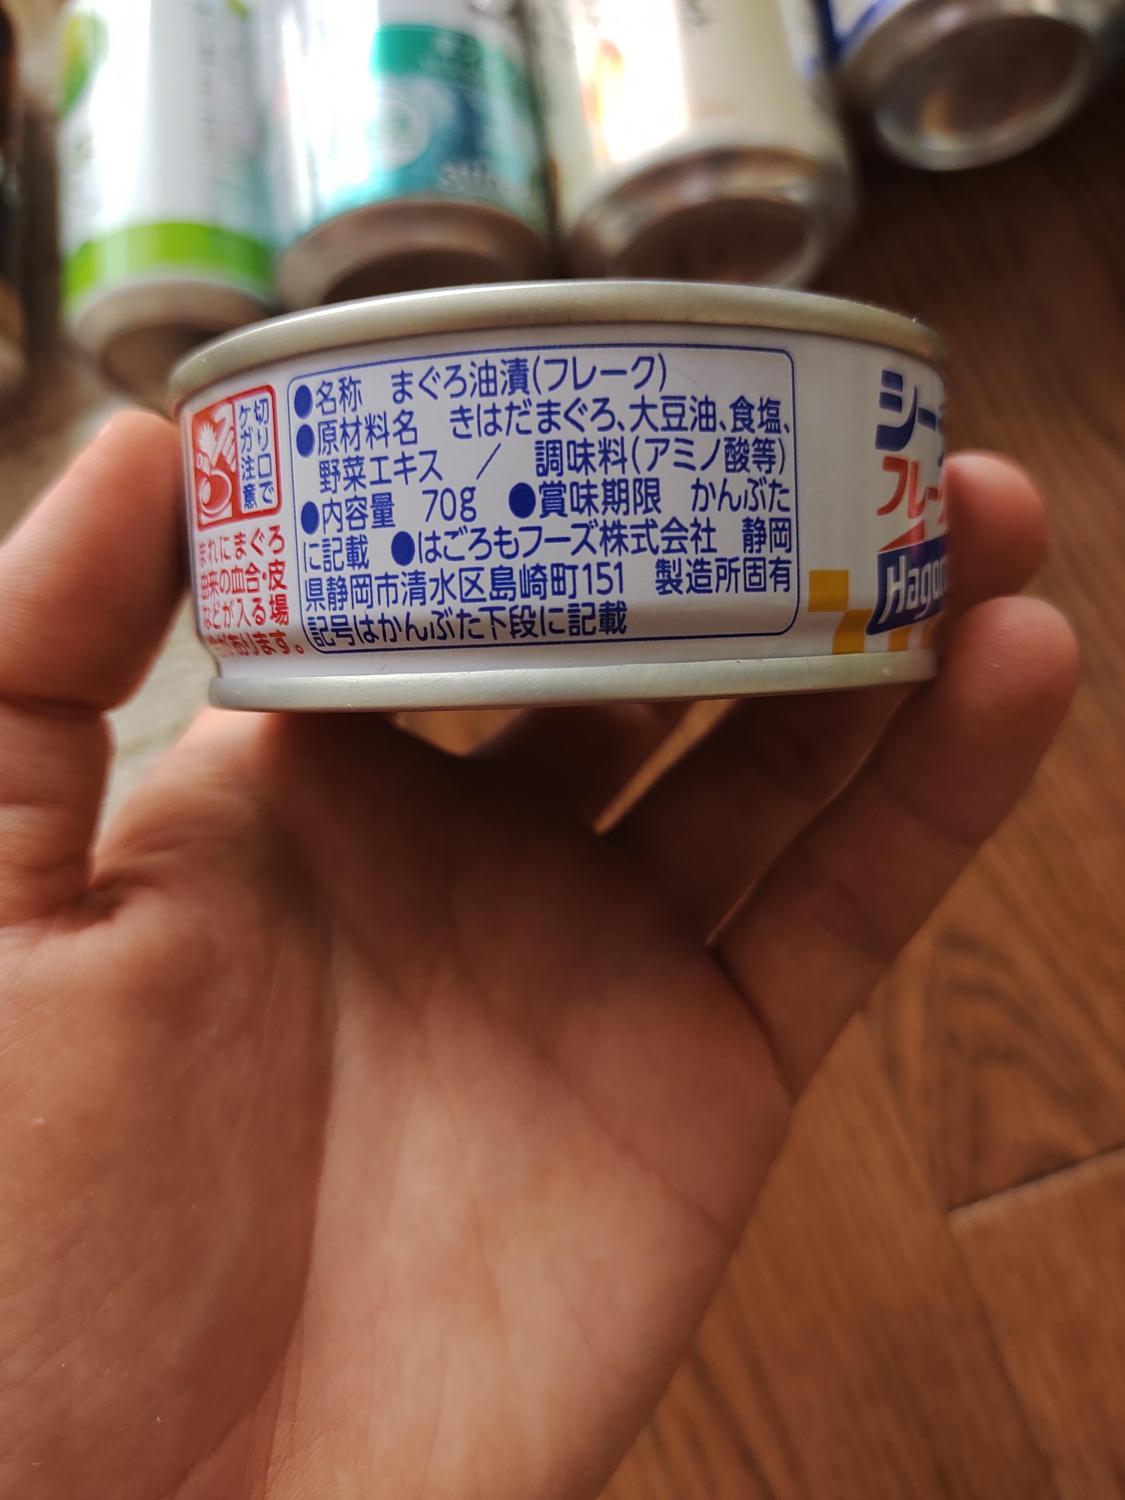 切り口で
ケガ注意
まれにまぐろ
由来の血合・皮
などが入る場
合があります。
●名称 まぐろ油漬(フレーク)
●原材料名 きはだまぐろ、大豆油、食塩、
野菜エキス ／ 調味料(アミノ酸等)
●内容量 70g ●賞味期限 かんぶた
に記載 ●はごろもフーズ株式会社 静岡
県静岡市清水区島崎町151 製造所固有
記号はかんぶた下段に記載
シー
フレー
Hago